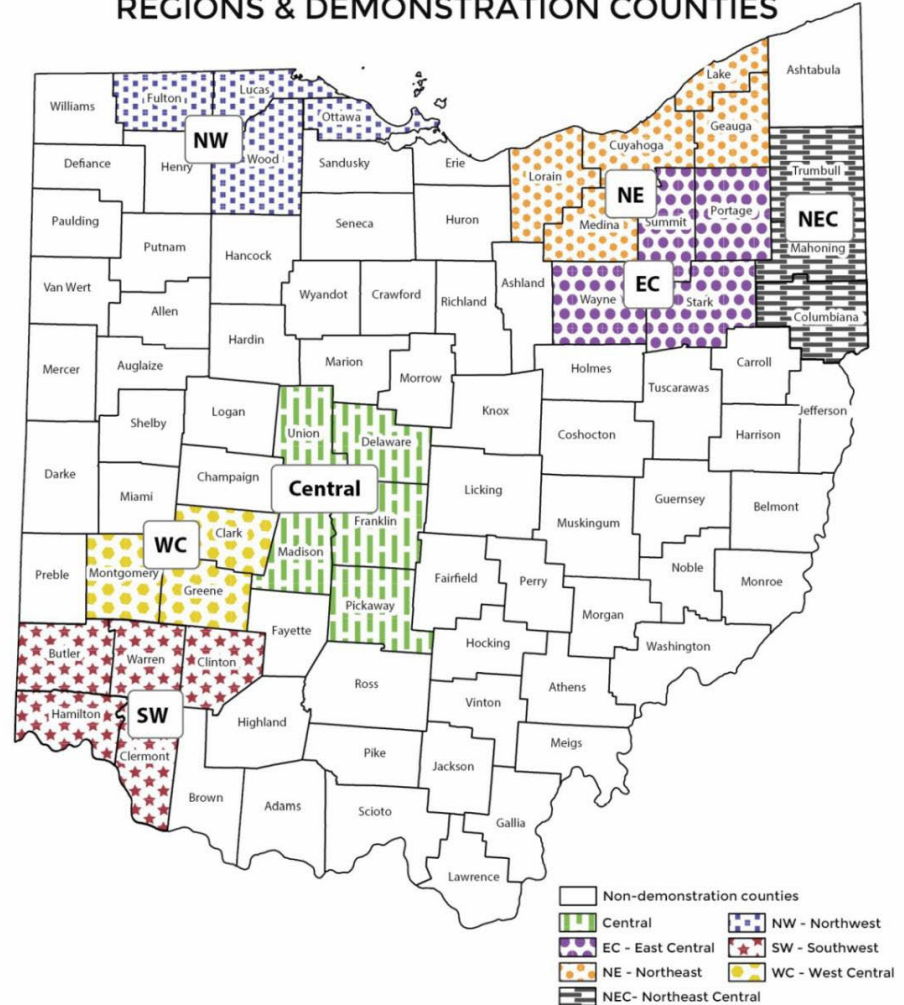 REGIONS & DEMONSTRATION COUNTIES
Lake
Ashtabula
Williams
Fulton
Lucas
Ottawa
Geauga
Cuyahoga
NW
Defiance
Henry
Wood
Sandusky
Erie
Lorain
Trumbull
NE
Paulding
Putnam
Seneca
Huron
Medina
Summit
Portage
NEC
Mahoning
Hancock
Van Wert
Allen
Wyandot
Crawford
Richland
Ashland
Wayne
EC
Stark
Columbiana
Hardin
Mercer
Auglaize
Marion
Morrow
Holmes
Tuscarawas
Carroll
Jefferson
Shelby
Logan
Union
Delaware
Knox
Coshocton
Harrison
Darke
Miami
Champaign
Central
Licking
Muskingum
Guernsey
Belmont
WC
Clark
Franklin
Madison
Preble
Montgomery
Greene
Pickaway
Fairfield
Perry
Noble
Monroe
Morgan
Fayette
Hocking
Washington
Butler
Warren
Clinton
Ross
Vinton
Athens
Hamilton
SW
Highland
Pike
Meigs
Clermont
Jackson
Brown
Adams
Scioto
Gallia
Lawrence
Non-demonstration counties
Central
NW - Northwest
EC - East Central
SW - Southwest
NE - Northeast
WC - West Central
NEC- Northeast Central